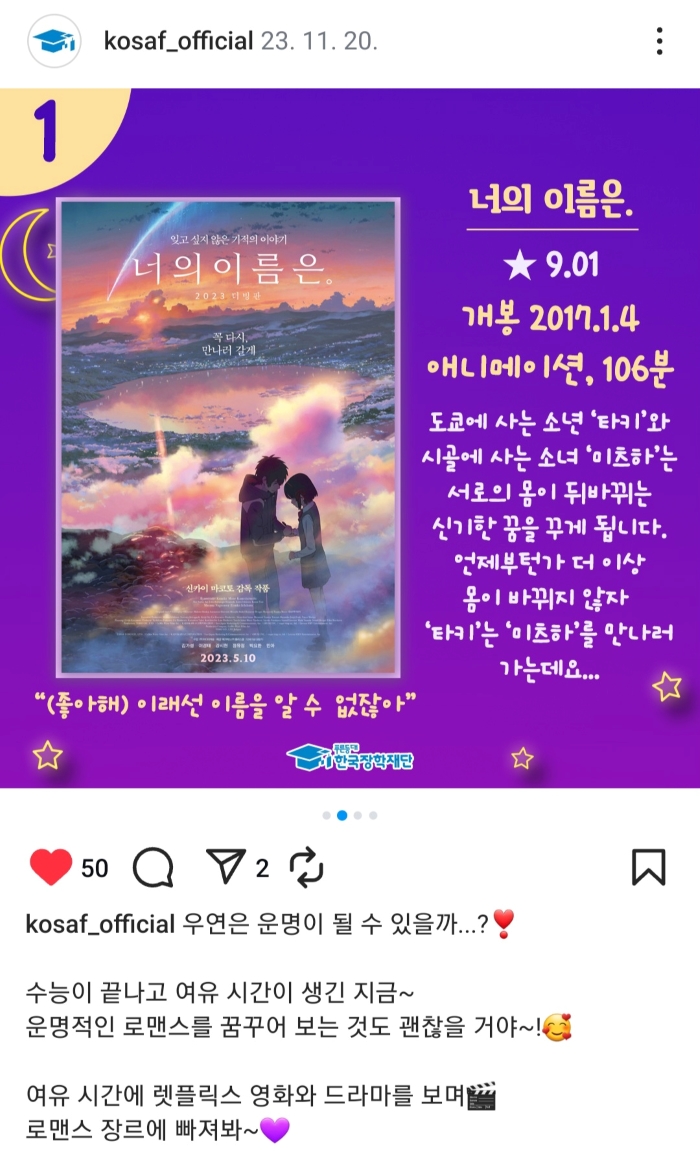 kosaf_official 23. 11. 20.
1
잊고 싶지 않은 기적의 이야기
너의 이름은。
2023 더빙판
꼭 다시,
만나러 갈게
신카이 마코토 감독 작품
2023.5.10
너의 이름은.
★ 9.01
개봉 2017.1.4
애니메이션, 106분
도쿄에 사는 소년 ‘타키’와
시골에 사는 소녀 ‘미츠하’는
서로의 몸이 뒤바뀌는
신기한 꿈을 꾸게 됩니다.
언제부턴가 더 이상
몸이 바뀌지 않자
‘타키’는 ‘미츠하’를 만나러
가는데요...
“(좋아해) 이래선 이름을 알 수 없잖아”
푸른등대
한국장학재단
50 2
kosaf_official 우연은 운명이 될 수 있을까...?❣️
수능이 끝나고 여유 시간이 생긴 지금~
운명적인 로맨스를 꿈꾸어 보는 것도 괜찮을 거야~!🥰
여유 시간에 렛플릭스 영화와 드라마를 보며🎬
로맨스 장르에 빠져봐~💜